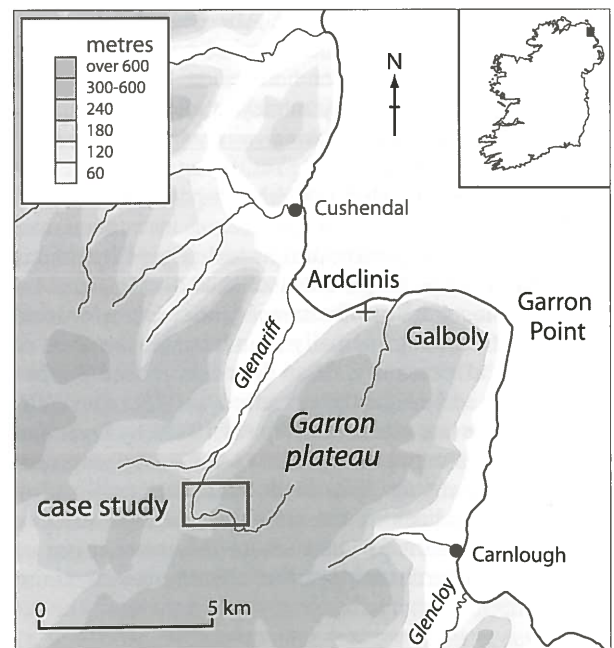 metres
over 600
300-600
240
180
120
60
N
Cushendal
Ardclinis
Garron
Point
Galboly
Glenariff
Garron
plateau
case study
Carnlough
0 5 km
Glencloy